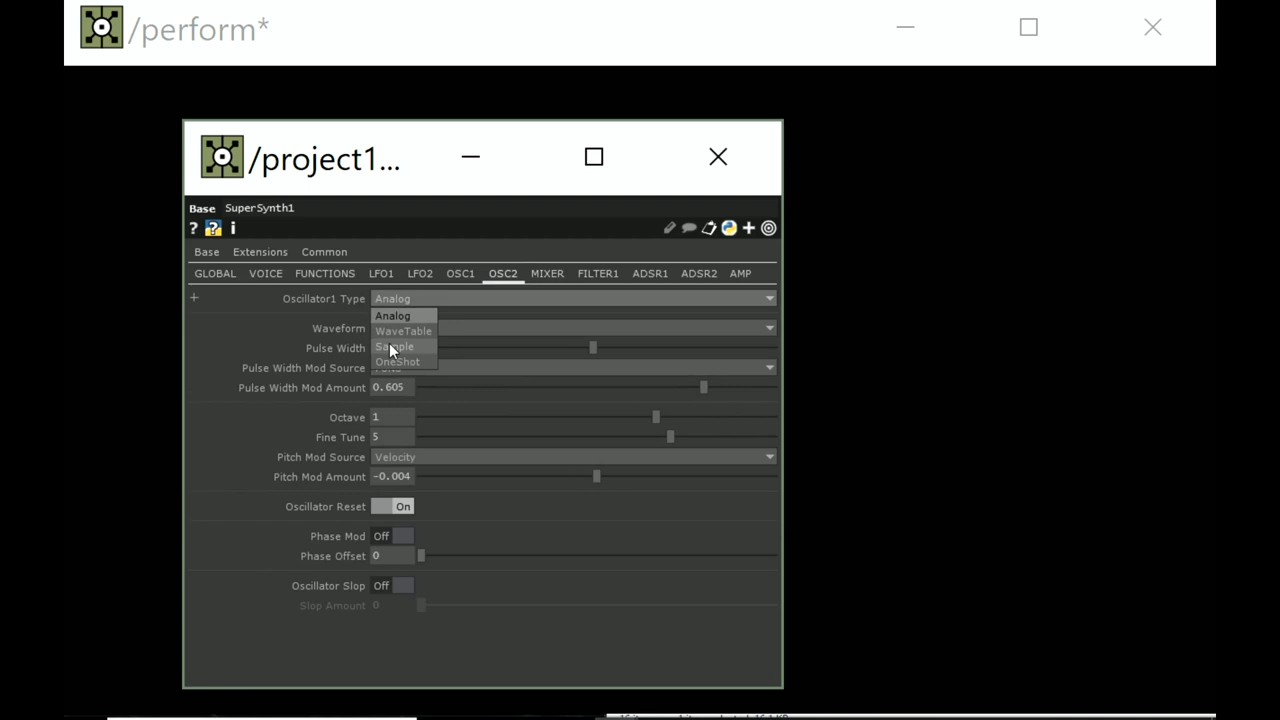 /perform*
/project1...
Base SuperSynth1
? ? i
Base Extensions Common
GLOBAL VOICE FUNCTIONS LFO1 LFO2 OSC1 OSC2 MIXER FILTER1 ADSR1 ADSR2 AMP
+ Oscillator1 Type Analog
Analog
Waveform WaveTable
Pulse Width Sample
OneShot
Pulse Width Mod Source
Pulse Width Mod Amount 0.605
Octave 1
Fine Tune 5
Pitch Mod Source Velocity
Pitch Mod Amount -0.004
Oscillator Reset On
Phase Mod Off
Phase Offset 0
Oscillator Slop Off
Slop Amount 0